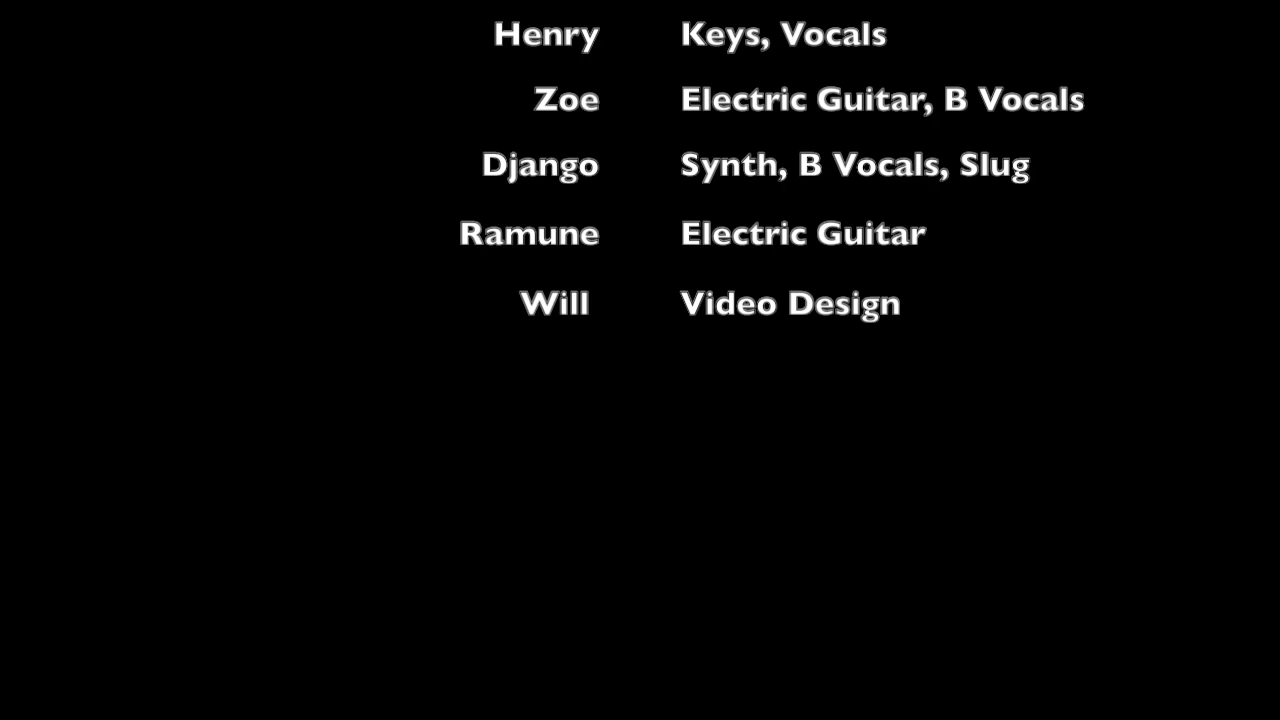 Henry Keys, Vocals
Zoe Electric Guitar, B Vocals
Django Synth, B Vocals, Slug
Ramune Electric Guitar
Will Video Design